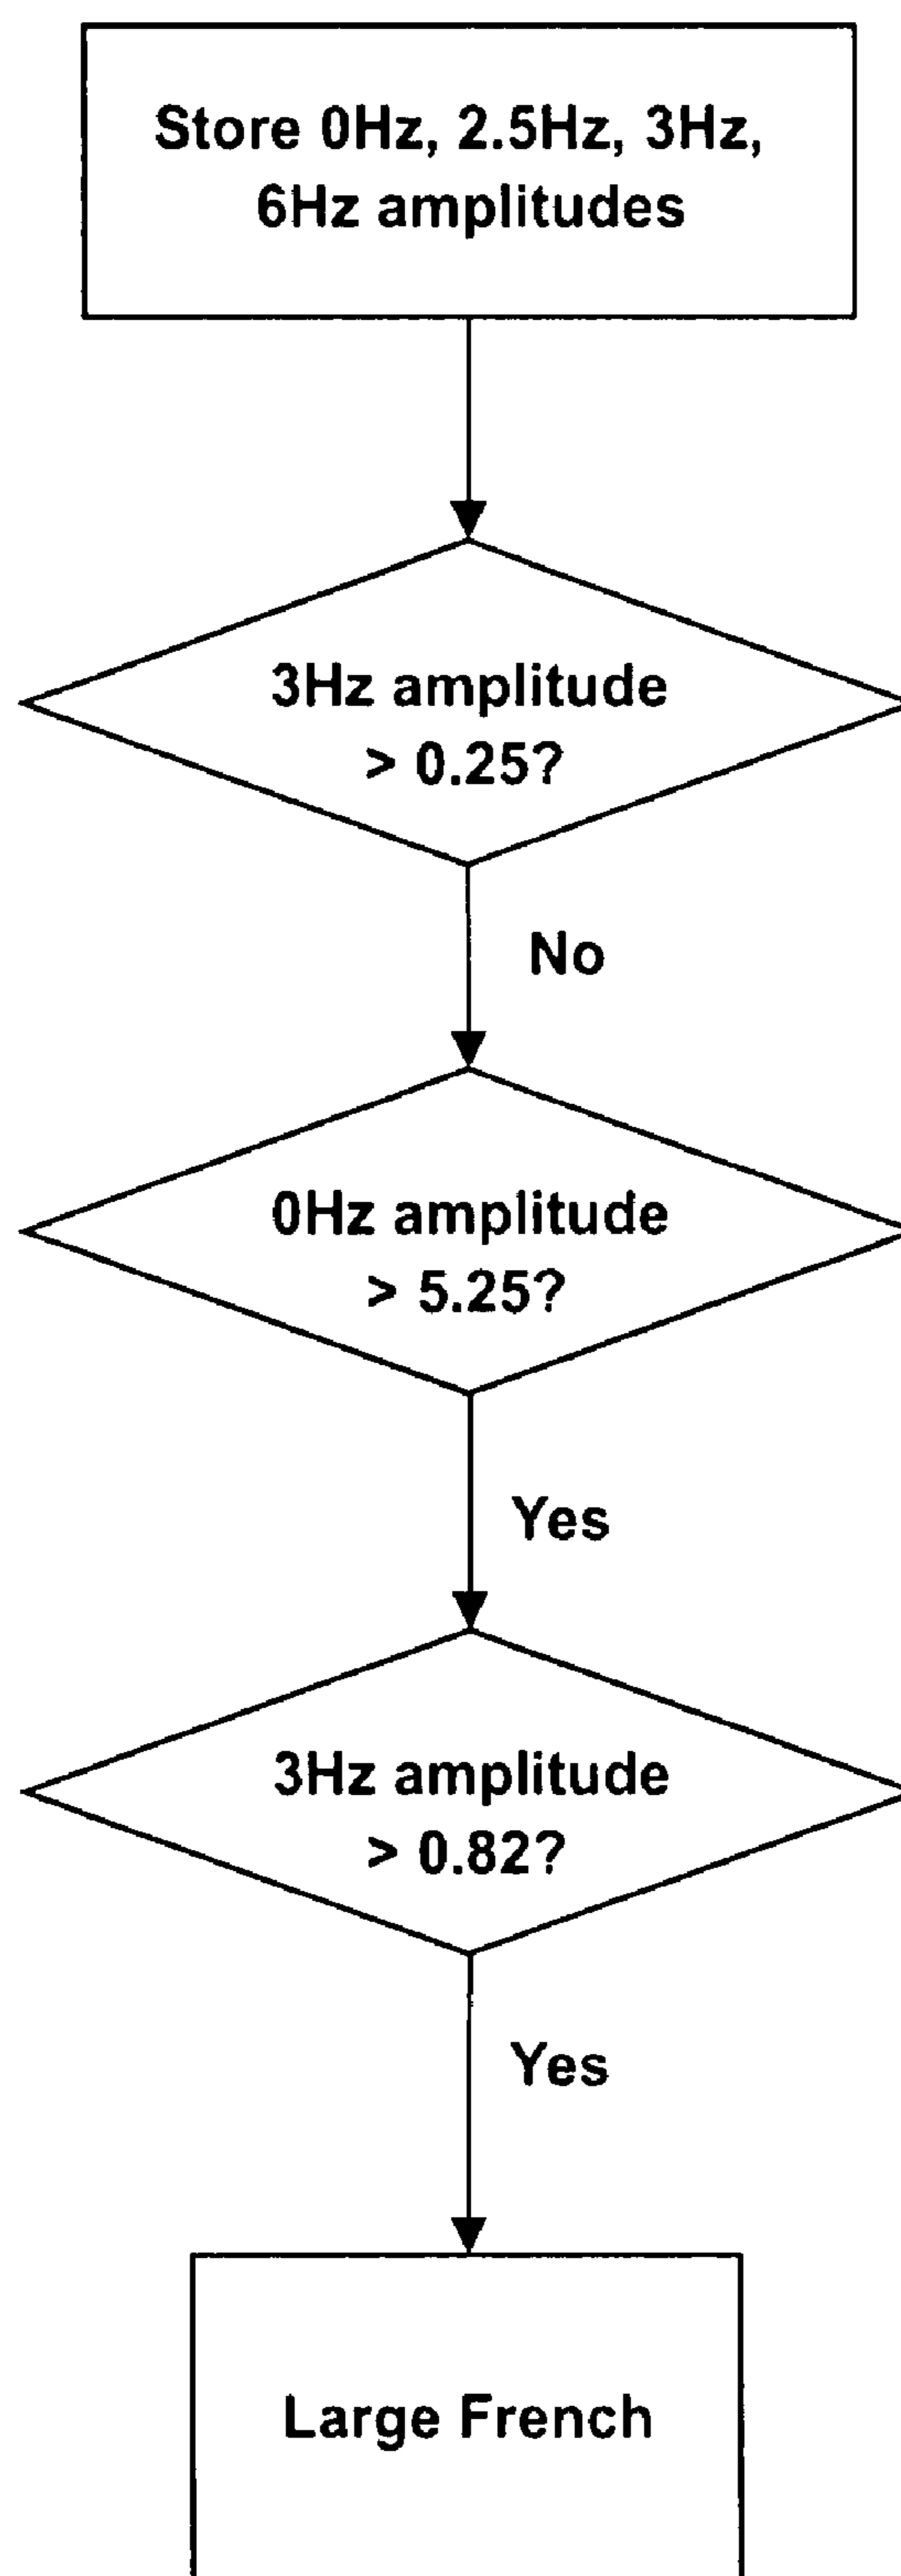 Store 0Hz, 2.5Hz, 3Hz,
6Hz amplitudes
3Hz amplitude
> 0.25?
No
0Hz amplitude
> 5.25?
Yes
3Hz amplitude
> 0.82?
Yes
Large French